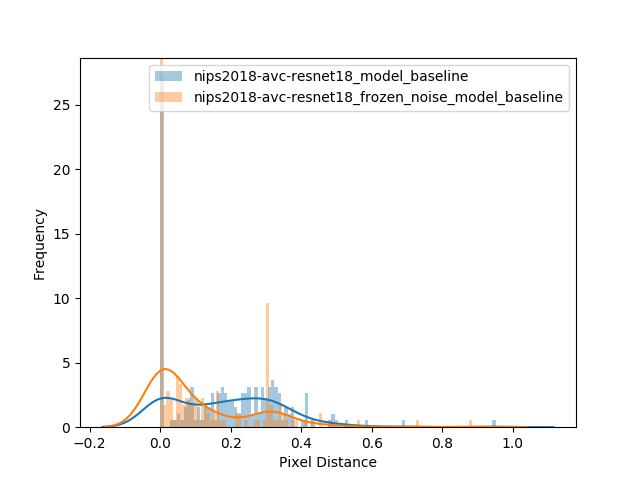 nips2018-avc-resnet18_model_baseline
nips2018-avc-resnet18_frozen_noise_model_baseline
25
20
15
10
5
0
Frequency
−0.2 0.0 0.2 0.4 0.6 0.8 1.0
Pixel Distance